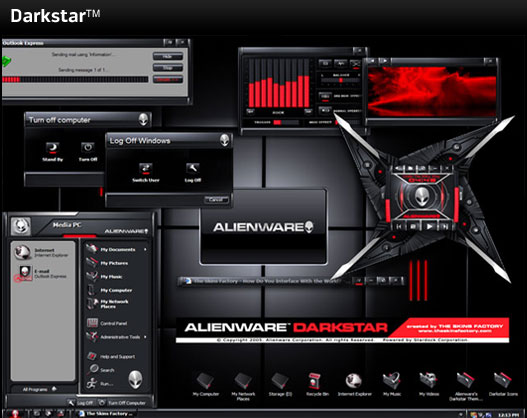 Darkstar™
Outlook Express
Sending mail using 'Information'...
Hide
Sending message 1 of 1...
Stop
Turn off computer
Stand By
Turn Off
Log Off Windows
Switch User
Log Off
Cancel
BALANCE
ALIENWARE
Media PC
ALIENWARE
Internet
Internet Explorer
E-mail
Outlook Express
My Documents
My Pictures
My Music
My Computer
My Network Places
Control Panel
Administrative Tools
Help and Support
Search
Run...
All Programs
Log Off
Turn Off Computer
The Skins Factory - How Do You Interface With the World?
ALIENWARE DARKSTAR
created by THE SKINS FACTORY
www.theskinsfactory.com
© Copyright 2005. Alienware Corporation. All rights Reserved. Powered by Stardock Corporation.
My Computer
My Network Places
Storage (D)
Recycle Bin
Internet Explorer
My Music
My Videos
Alienware's Darkstar Them...
Darkstar Icons
The Skins Factory ...
12:13 PM